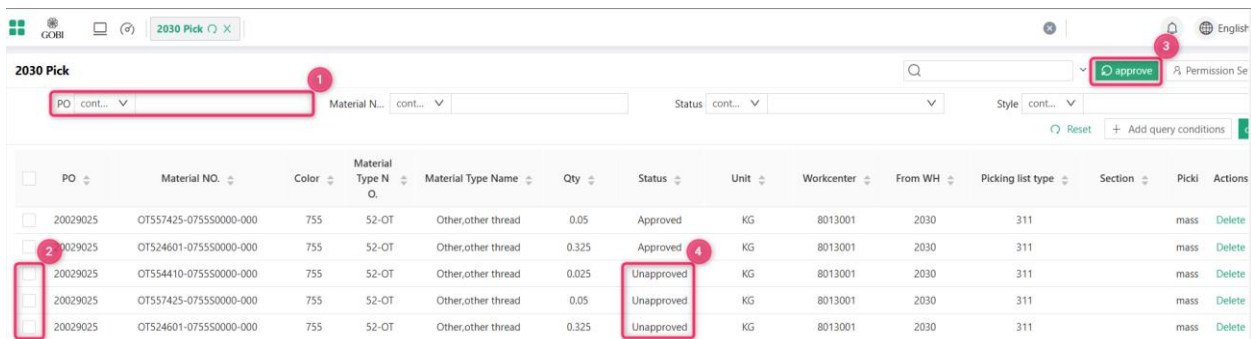 GOBI 2030 Pick English
3
2030 Pick approve Permission Se
1
PO cont... Material N... cont... Status cont... Style cont...
Reset + Add query conditions
PO Material NO. Color Material Type N O. Material Type Name Qty Status Unit Workcenter From WH Picking list type Section Picki Actions
20029025 OT557425-0755S0000-000 755 52-OT Other,other thread 0.05 Approved KG 8013001 2030 311 mass Delete
2 0029025 OT524601-0755S0000-000 755 52-OT Other,other thread 0.325 Approved 4 KG 8013001 2030 311 mass Delete
20029025 OT554410-0755S0000-000 755 52-OT Other,other thread 0.025 Unapproved KG 8013001 2030 311 mass Delete
20029025 OT557425-0755S0000-000 755 52-OT Other,other thread 0.05 Unapproved KG 8013001 2030 311 mass Delete
20029025 OT524601-0755S0000-000 755 52-OT Other,other thread 0.325 Unapproved KG 8013001 2030 311 mass Delete